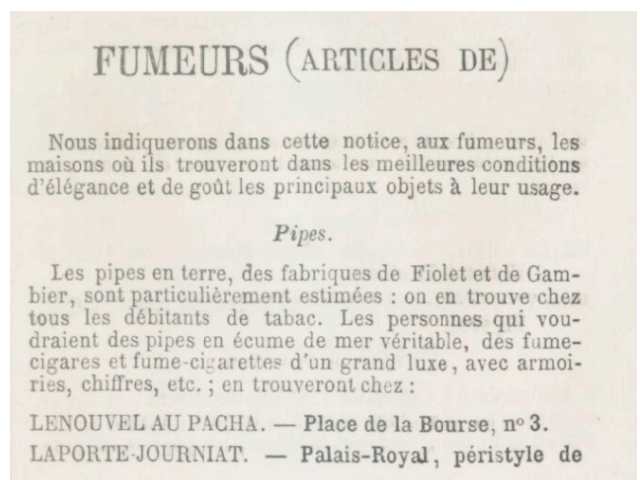 FUMEURS (ARTICLES DE)
Nous indiquerons dans cette notice, aux fumeurs, les
maisons où ils trouveront dans les meilleures conditions
d'élégance et de goût les principaux objets à leur usage.
Pipes.
Les pipes en terre, des fabriques de Fiolet et de Gam-
bier, sont particulièrement estimées : on en trouve chez
tous les débitants de tabac. Les personnes qui vou-
draient des pipes en écume de mer véritable, des fume-
cigares et fume-cigarettes d'un grand luxe, avec armoi-
ries, chiffres, etc. ; en trouveront chez :
LENOUVEL AU PACHA. — Place de la Bourse, nº 3.
LAPORTE-JOURNIAT. — Palais-Royal, péristyle de